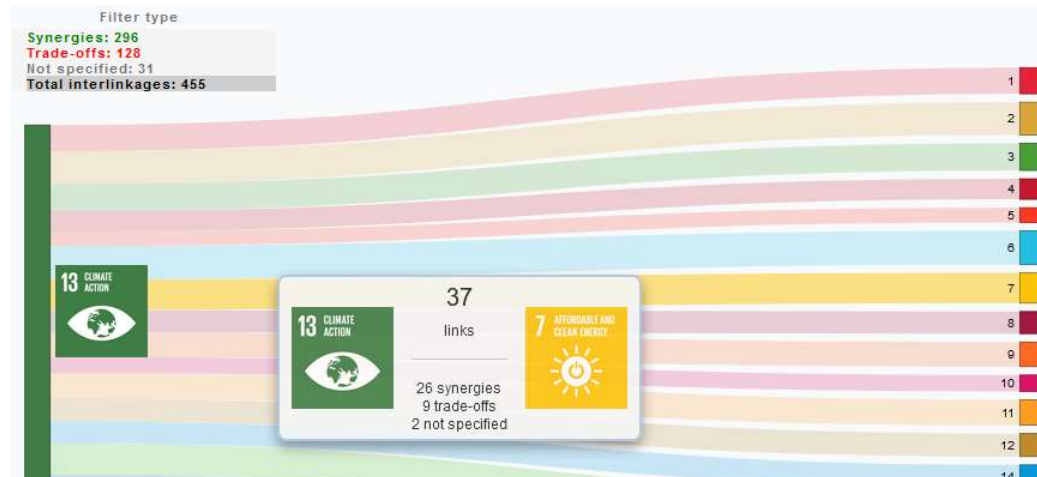 Filter type
Synergies: 296
Trade-offs: 128
Not specified: 31
Total interlinkages: 455
1
2
3
4
5
6
7
8
9
10
11
12
14
13 CLIMATE
ACTION
37
links
26 synergies
9 trade-offs
2 not specified
13 CLIMATE
ACTION
7 AFFORDABLE AND
CLEAN ENERGY